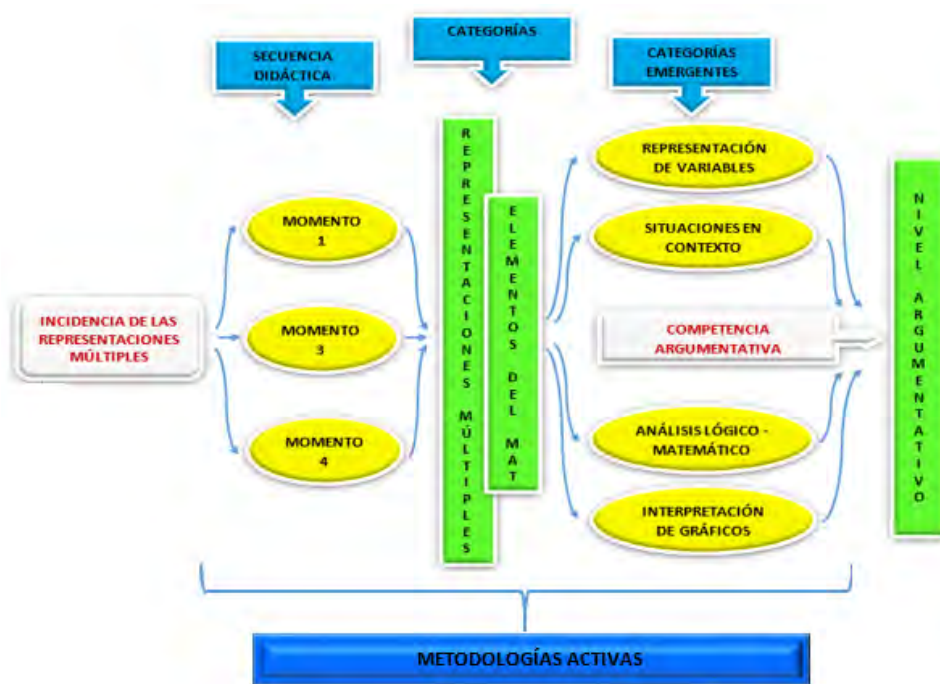 SECUENCIA
DIDÁCTICA
CATEGORÍAS
CATEGORÍAS
EMERGENTES
INCIDENCIA DE LAS
REPRESENTACIONES
MÚLTIPLES
MOMENTO
1
MOMENTO
3
MOMENTO
4
REPRESENTACIONES MÚLTIPLES
ELEMENTOS DEL MAT
REPRESENTACIÓN
DE VARIABLES
SITUACIONES EN
CONTEXTO
COMPETENCIA
ARGUMENTATIVA
ANÁLISIS LÓGICO -
MATEMÁTICO
INTERPRETACIÓN
DE GRÁFICOS
NIVEL ARGUMENTATIVO
METODOLOGÍAS ACTIVAS